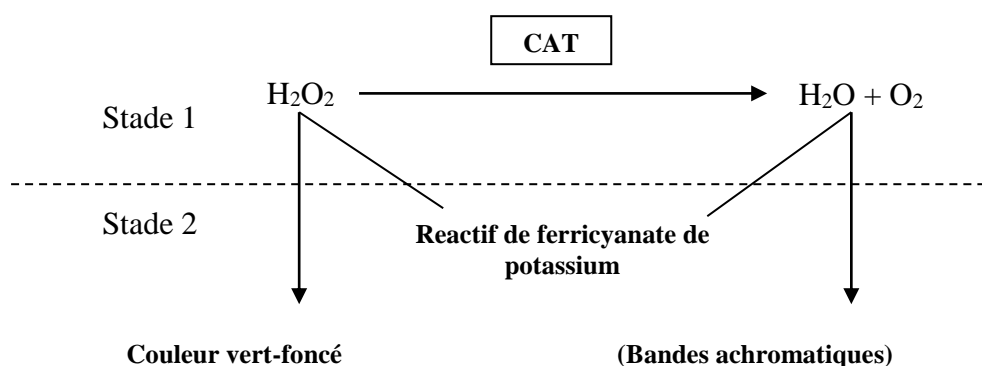 CAT
H₂O₂ H₂O + O₂
Stade 1
Stade 2
Reactif de ferricyanate de
potassium
Couleur vert-foncé (Bandes achromatiques)